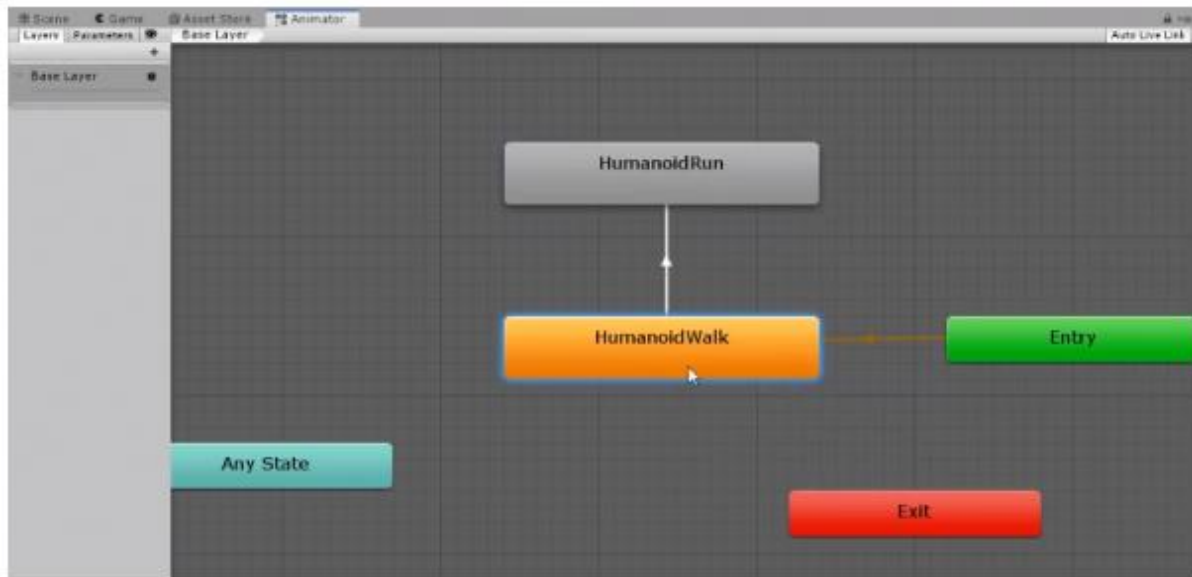 Scene Game Asset Store Animator
Layers Parameters Base Layer Auto Live Link
+
Base Layer
HumanoidRun
HumanoidWalk
Entry
Any State
Exit